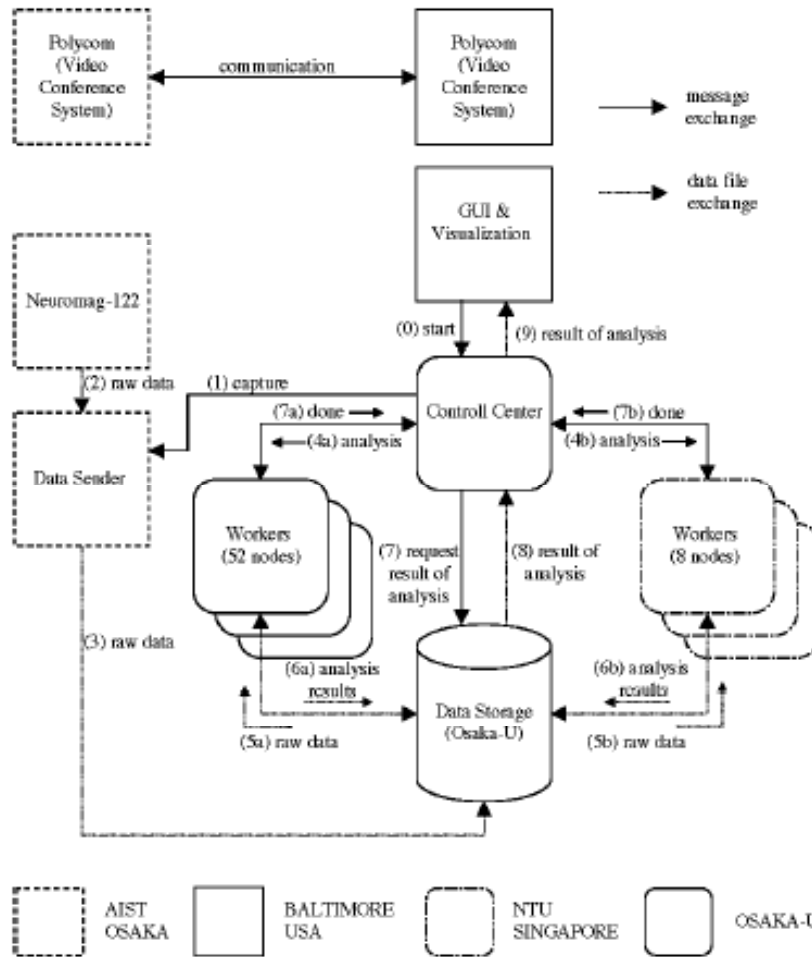 Polycom
(Video
Conference
System)
communication
Polycom
(Video
Conference
System)
message
exchange
data file
exchange
GUI &
Visualization
Neuromag-122
(0) start
(9) result of analysis
(2) raw data
(1) capture
(7a) done
(4a) analysis
Controll Center
(7b) done
(4b) analysis
Data Sender
Workers
(52 nodes)
(7) request
result of
analysis
(8) result of
analysis
Workers
(8 nodes)
(3) raw data
(6a) analysis
results
(6b) analysis
results
Data Storage
(Osaka-U)
(5a) raw data
(5b) raw data
AIST
OSAKA
BALTIMORE
USA
NTU
SINGAPORE
OSAKA-U